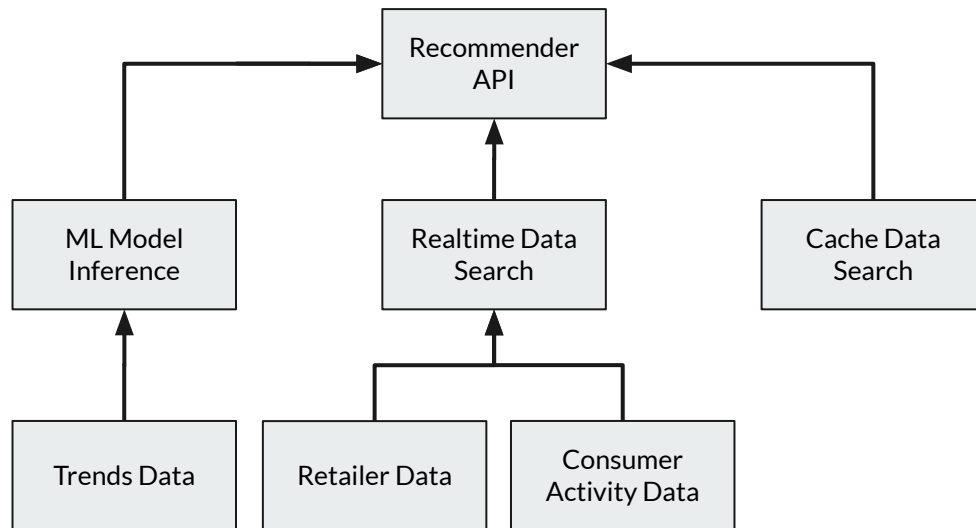 Recommender
API
ML Model
Inference
Realtime Data
Search
Cache Data
Search
Trends Data
Retailer Data
Consumer
Activity Data